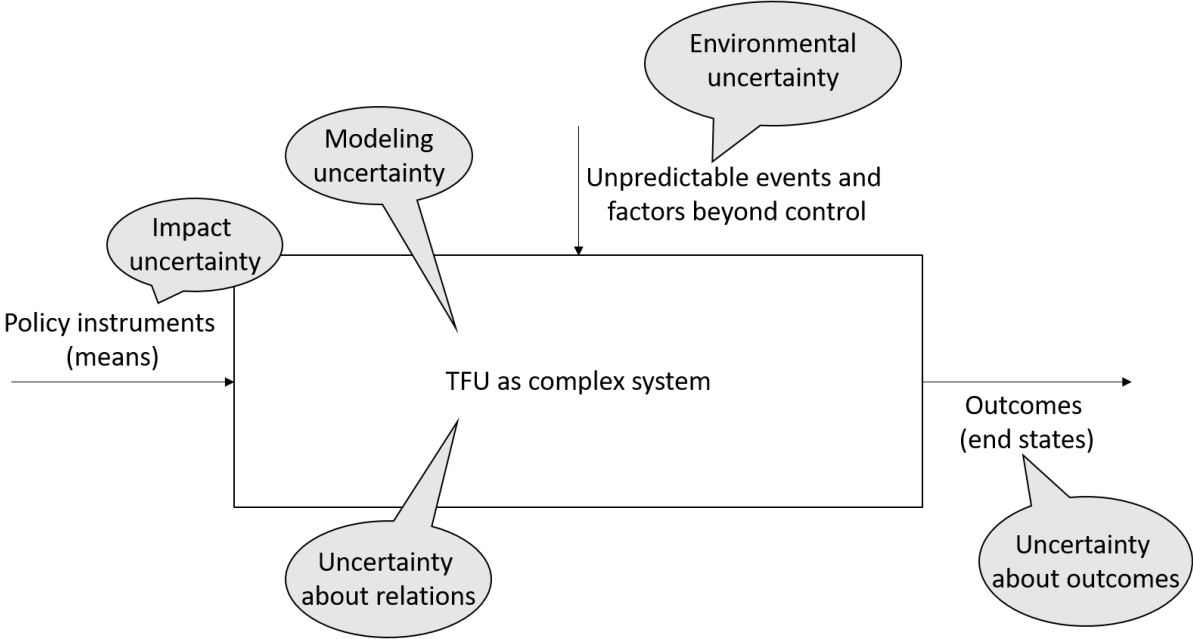 Environmental
uncertainty
Modeling
uncertainty
Unpredictable events and
factors beyond control
Impact
uncertainty
Policy instruments
(means)
TFU as complex system
Outcomes
(end states)
Uncertainty
about relations
Uncertainty
about outcomes